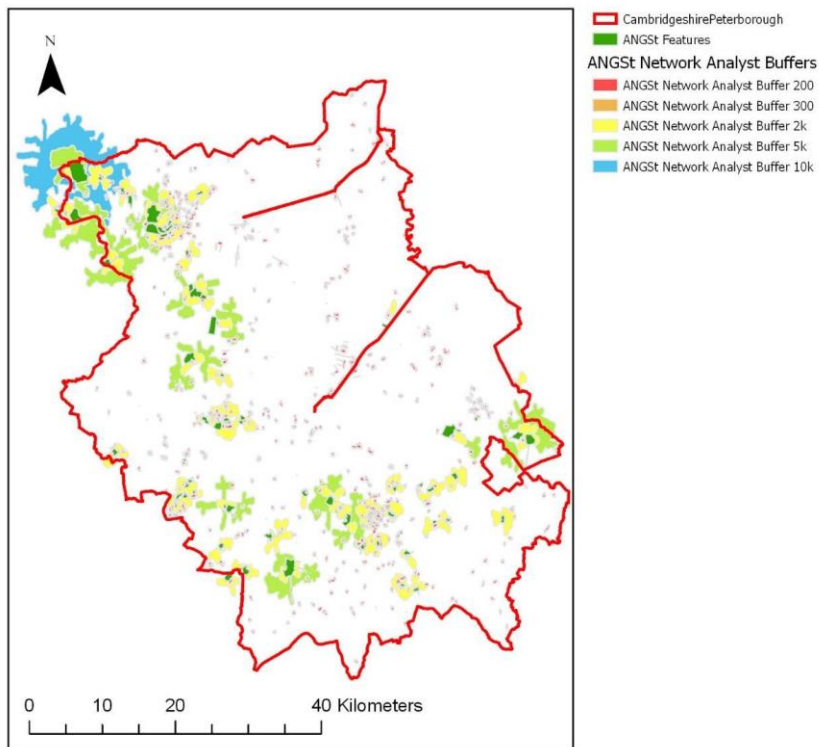 N
0 10 20 40 Kilometers
CambridgeshirePeterborough
ANGSt Features
ANGSt Network Analyst Buffers
ANGSt Network Analyst Buffer 200
ANGSt Network Analyst Buffer 300
ANGSt Network Analyst Buffer 2k
ANGSt Network Analyst Buffer 5k
ANGSt Network Analyst Buffer 10k